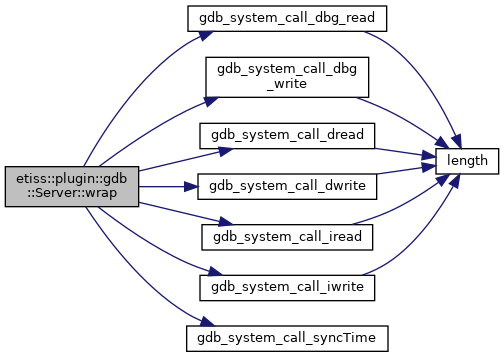 gdb_system_call_dbg_read
gdb_system_call_dbg
_write
gdb_system_call_dread
length
etiss::plugin::gdb
::Server::wrap
gdb_system_call_dwrite
gdb_system_call_iread
gdb_system_call_iwrite
gdb_system_call_syncTime